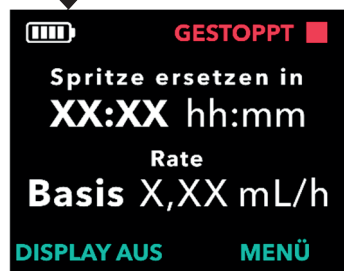 GESTOPPT
Spritze ersetzen in
XX:XX hh:mm
Rate
Basis X,XX mL/h
DISPLAY AUS MENÜ